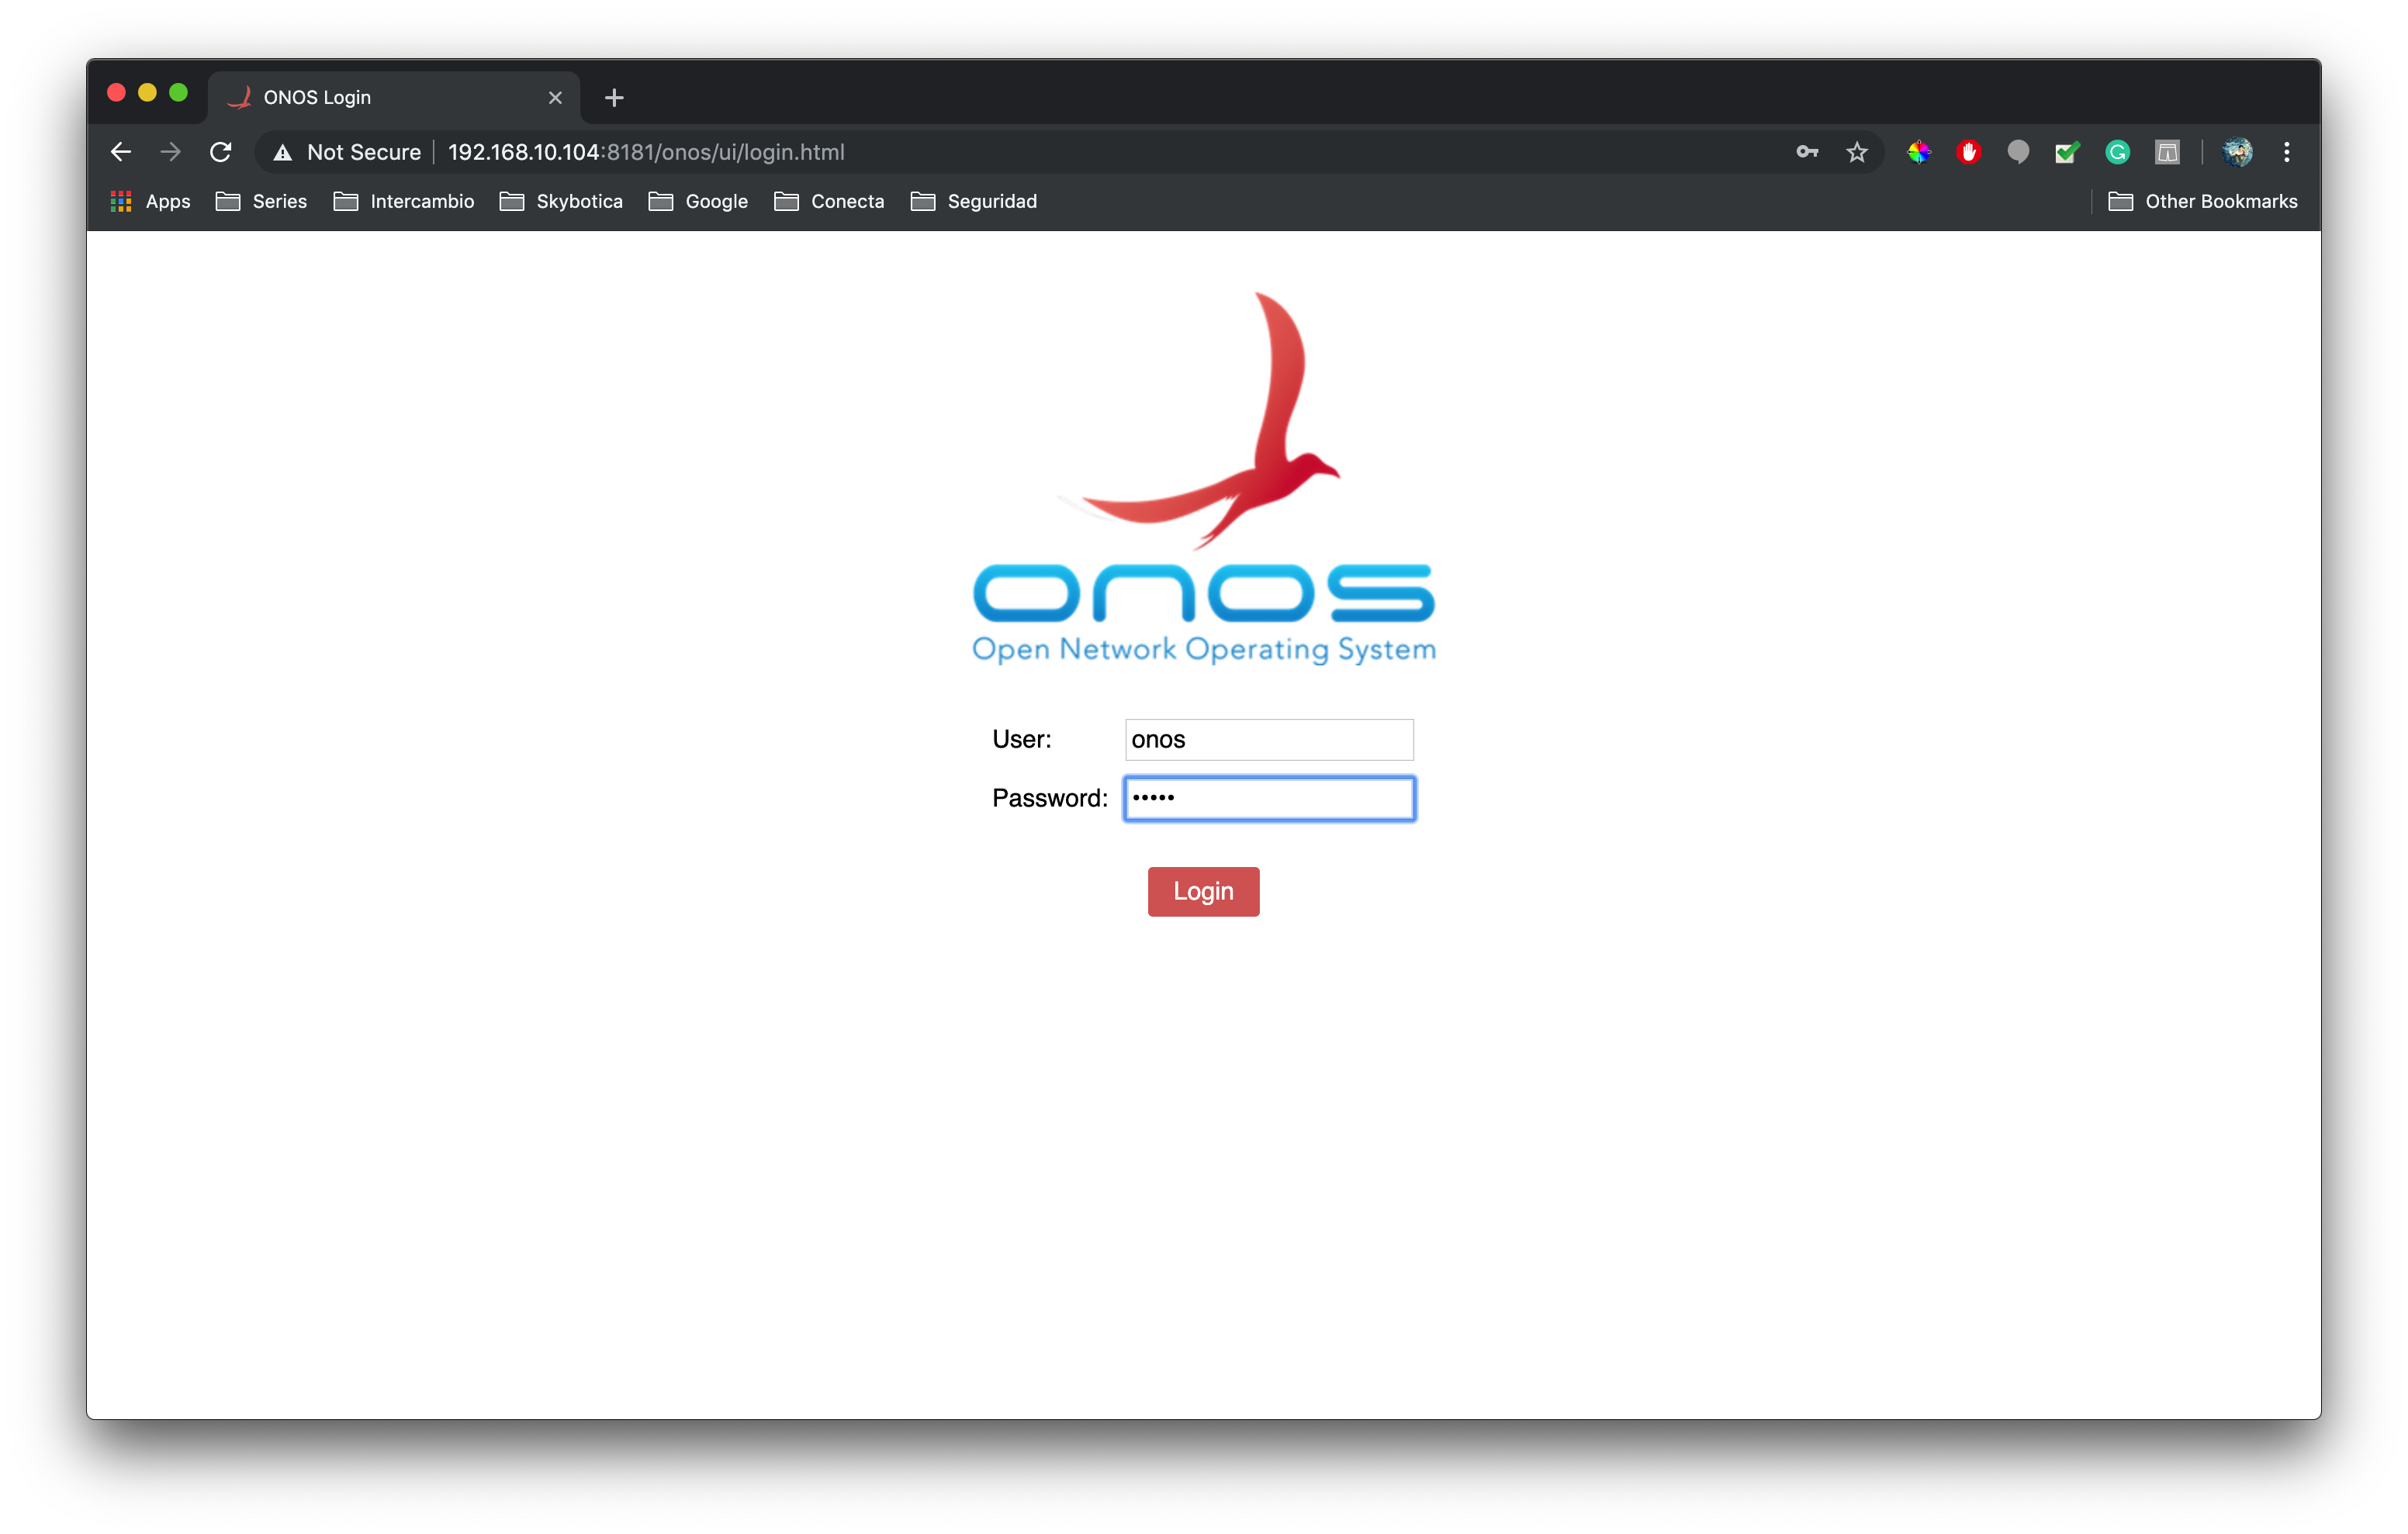 ONOS Login
Not Secure 192.168.10.104:8181/onos/ui/login.html
Apps Series Intercambio Skybotica Google Conecta Seguridad Other Bookmarks
onos
Open Network Operating System
User: onos
Password: •••••
Login